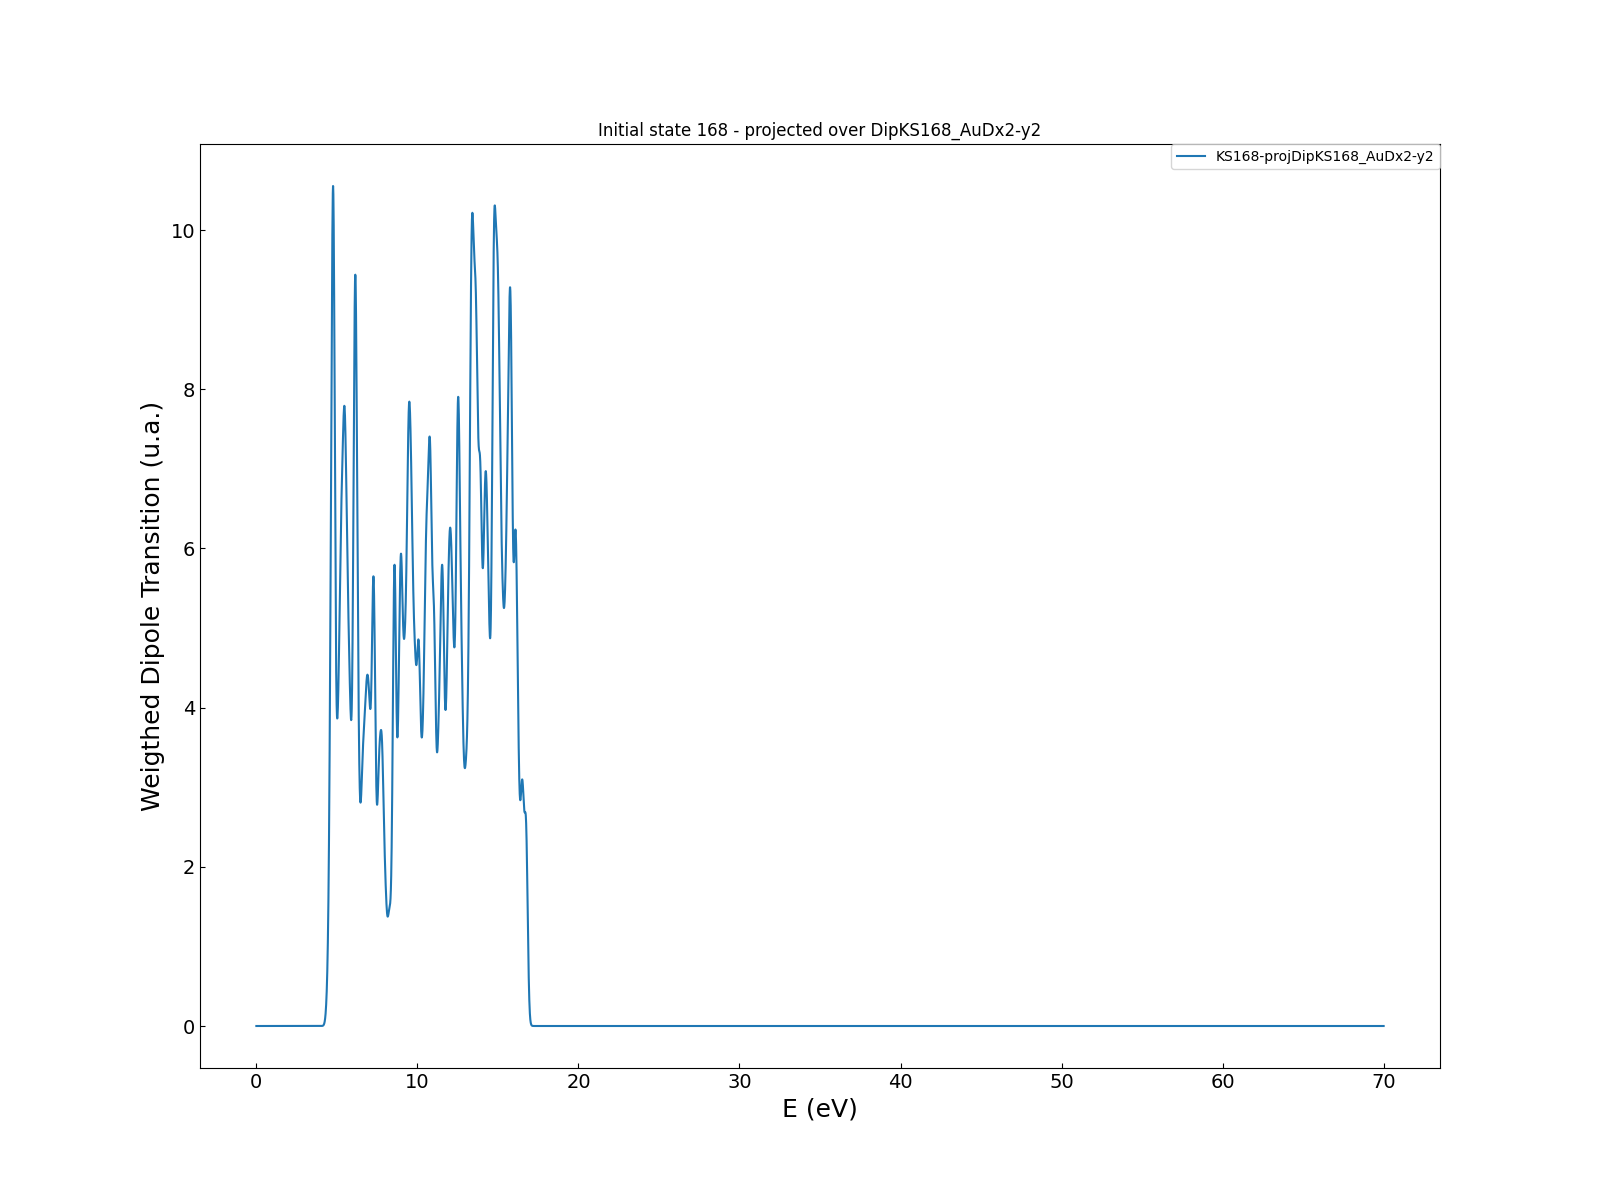 Initial state 168 - projected over DipKS168_AuDx2-y2
KS168-projDipKS168_AuDx2-y2
10
8
6
4
2
0
Weigthed Dipole Transition (u.a.)
0 10 20 30 40 50 60 70
E (eV)